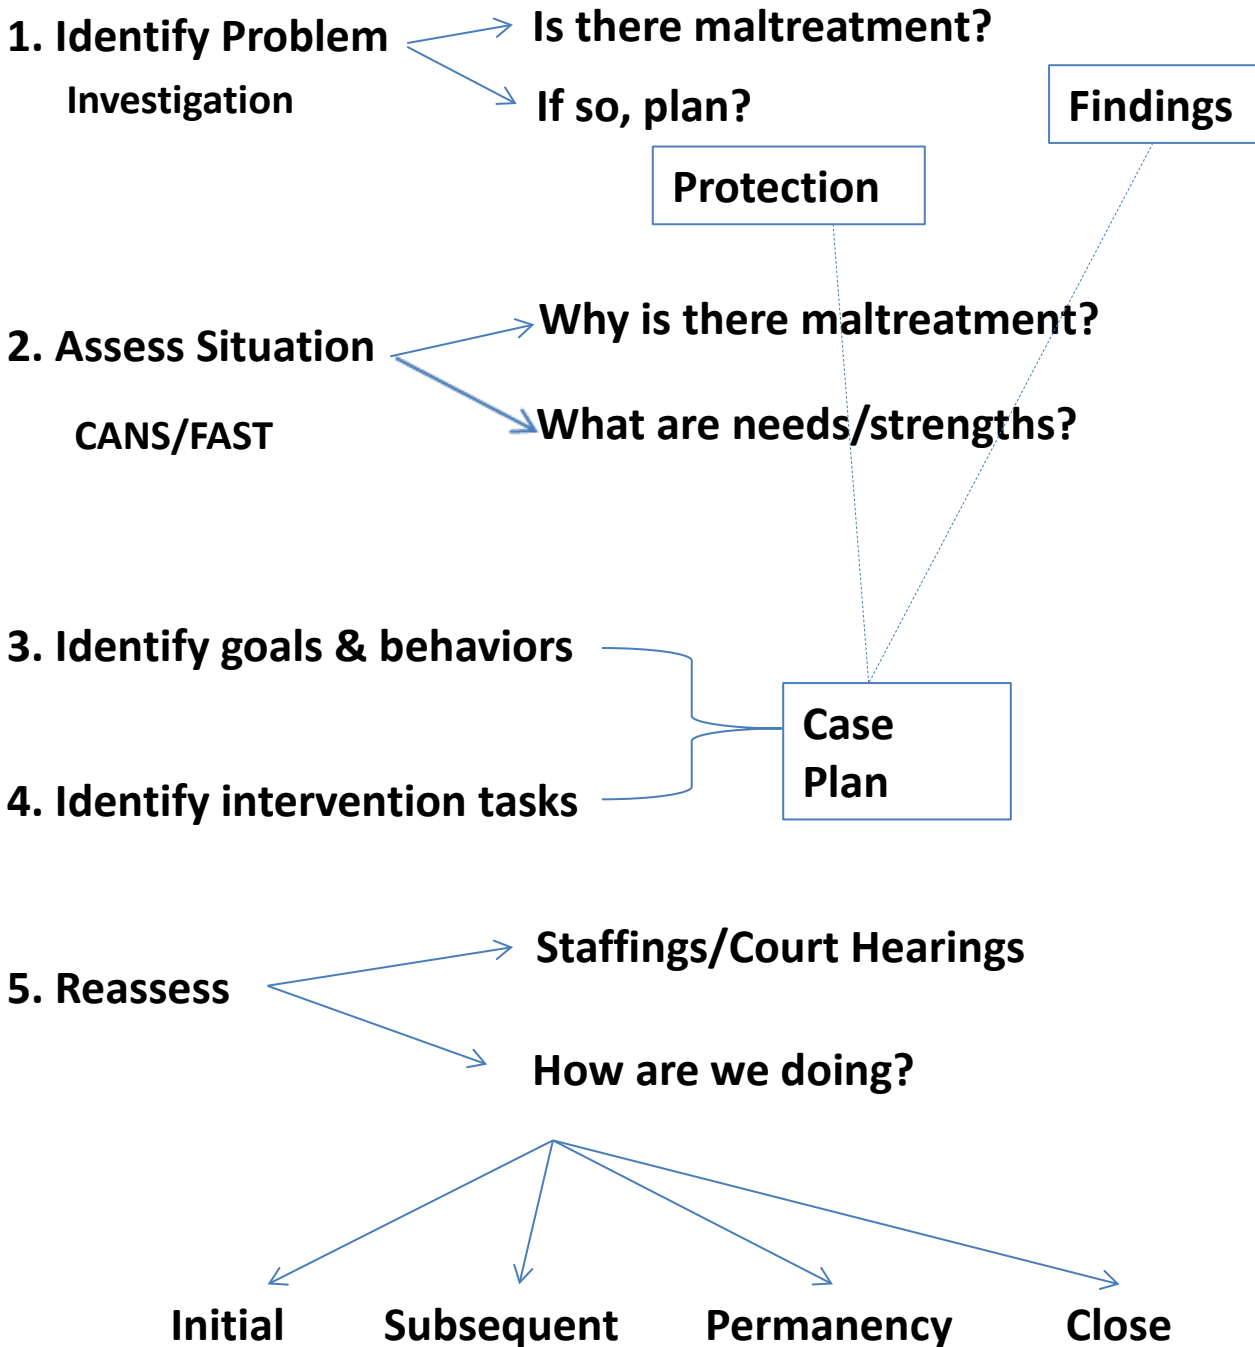 1. Identify Problem
Is there maltreatment?
Investigation
If so, plan?
Findings
Protection
2. Assess Situation
Why is there maltreatment?
CANS/FAST
What are needs/strengths?
3. Identify goals & behaviors
Case
Plan
4. Identify intervention tasks
5. Reassess
Staffings/Court Hearings
How are we doing?
Initial
Subsequent
Permanency
Close